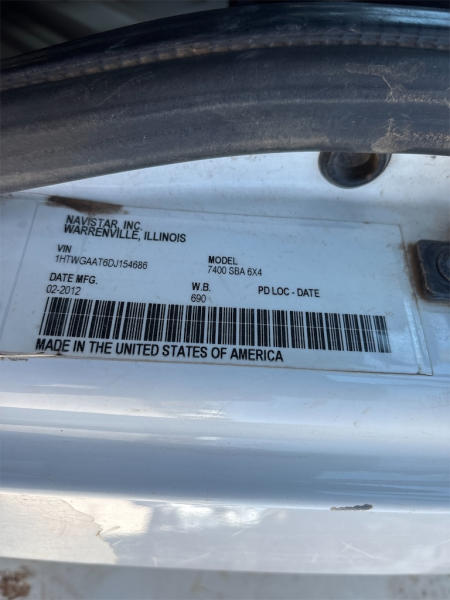 NAVISTAR, INC.
WARRENVILLE, ILLINOIS
VIN
1HTWGAAT6DJ154686
MODEL
7400 SBA 6X4
DATE MFG.
02-2012
W.B.
690
PD LOC - DATE
MADE IN THE UNITED STATES OF AMERICA